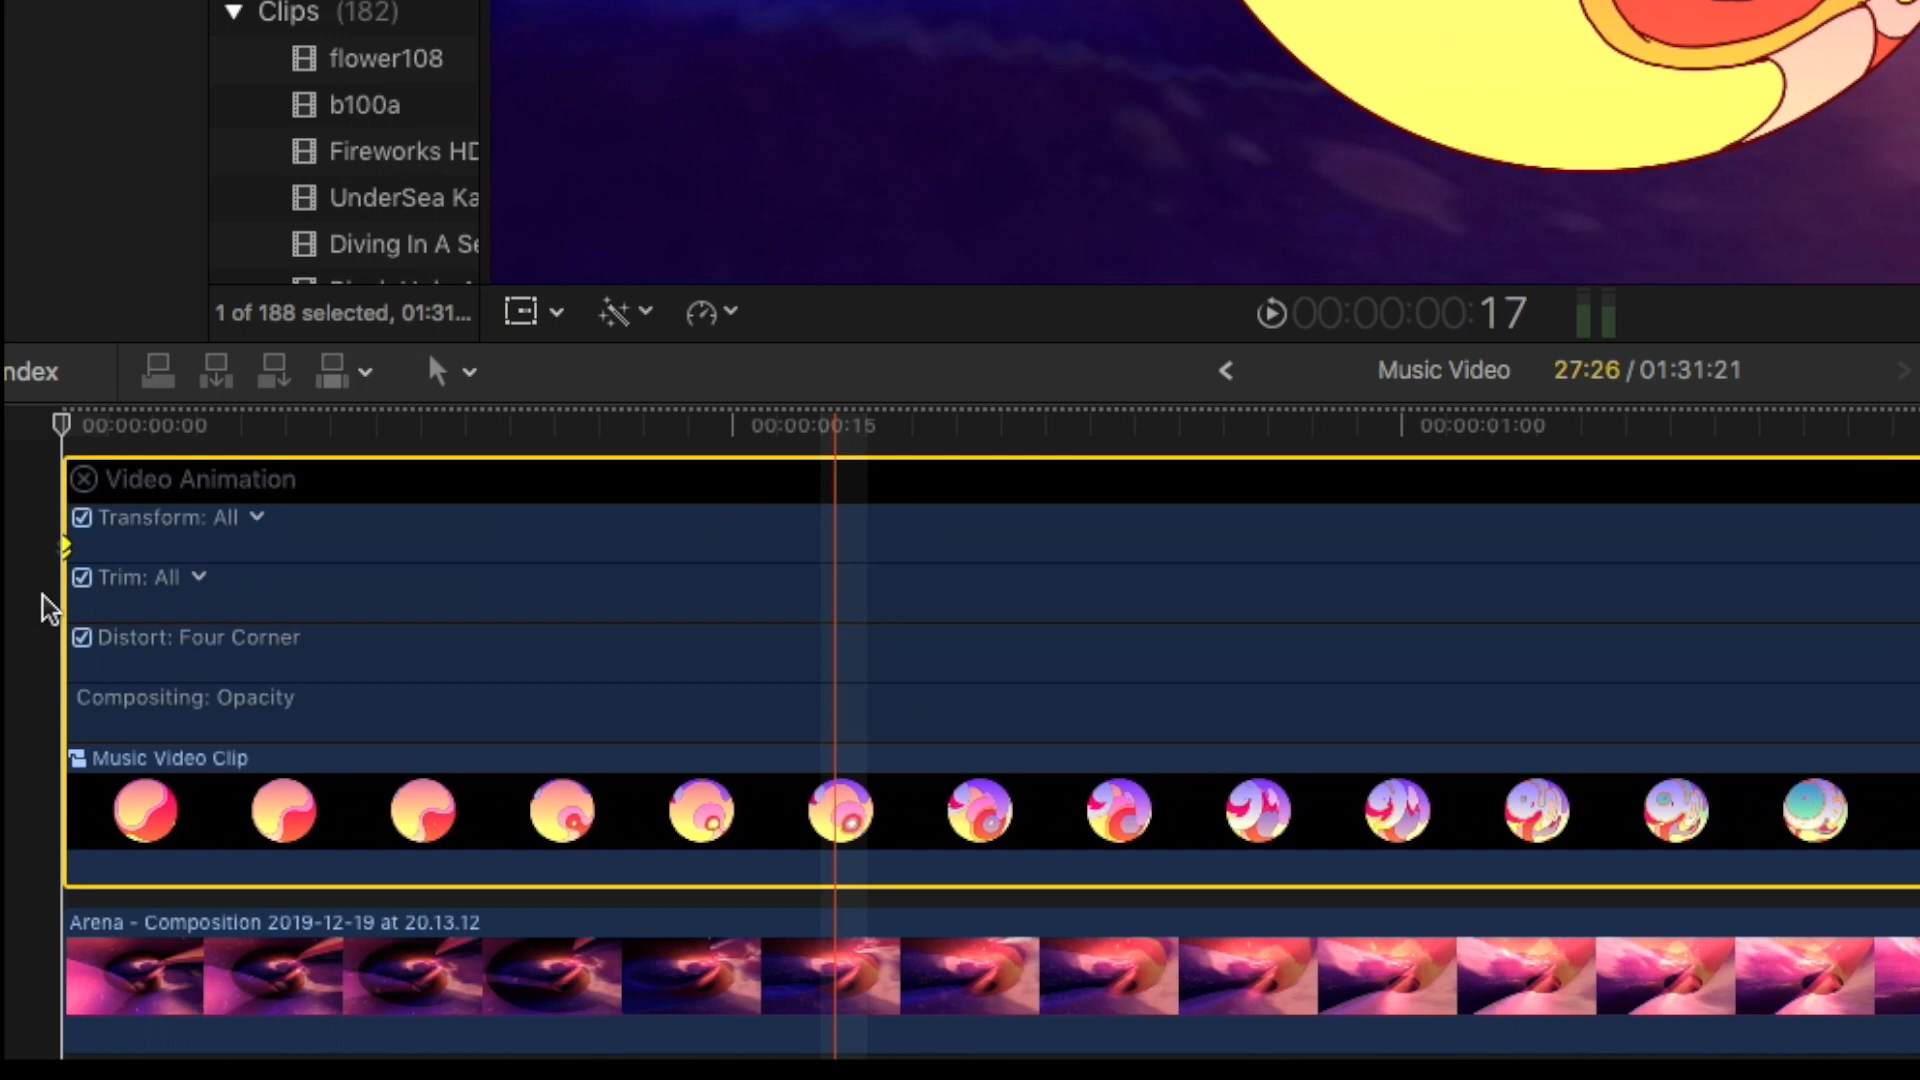 Clips (182)
flower108
b100a
Fireworks HD
UnderSea Ka
Diving In A Se
1 of 188 selected, 01:31...
00:00:00:00:17
ndex
Music Video
27:26 / 01:31:21
00:00:00:00
00:00:00:15
00:00:01:00
Video Animation
Transform: All
Trim: All
Distort: Four Corner
Compositing: Opacity
Music Video Clip
Arena - Composition 2019-12-19 at 20.13.12